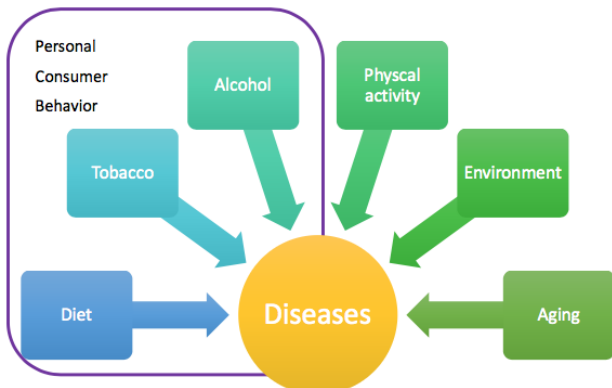 Personal
Consumer
Behavior
Alcohol
Physcal
activity
Tobacco
Environment
Diet
Diseases
Aging